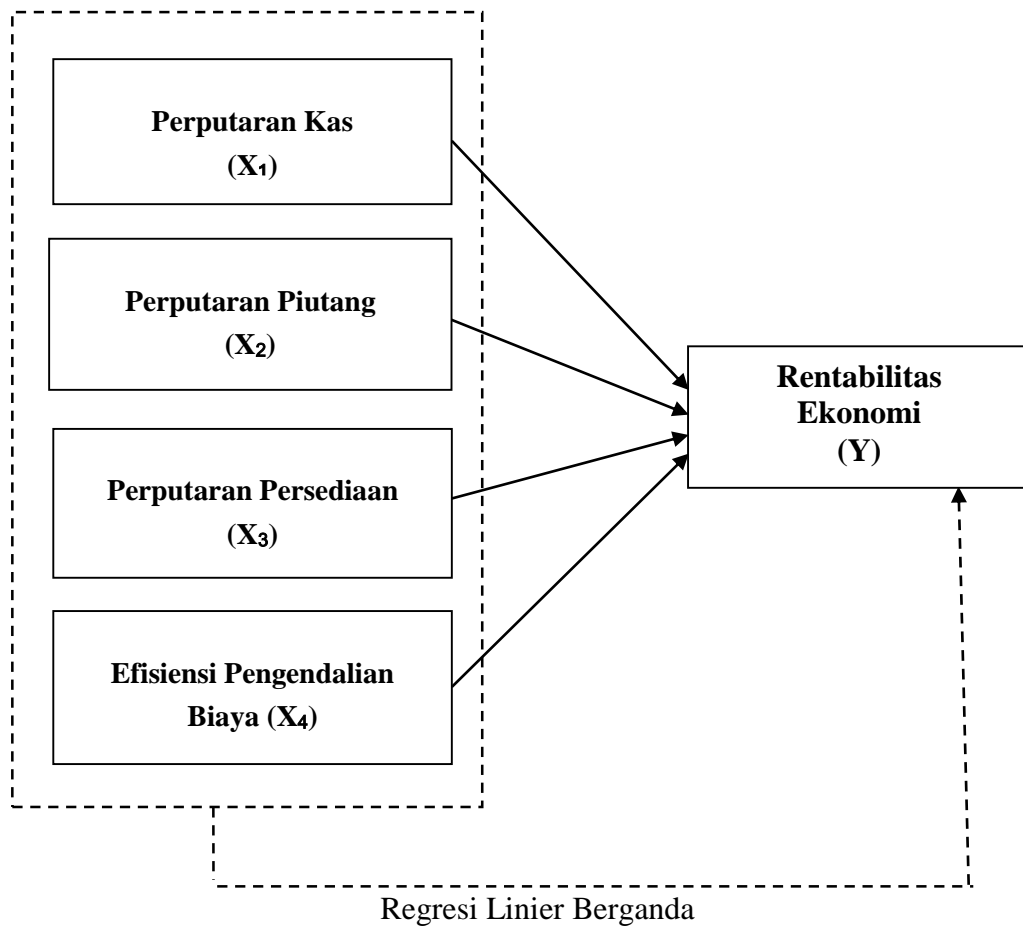 Perputaran Kas
(X₁)
Perputaran Piutang
(X₂)
Perputaran Persediaan
(X₃)
Efisiensi Pengendalian
Biaya (X₄)
Rentabilitas
Ekonomi
(Y)
Regresi Linier Berganda